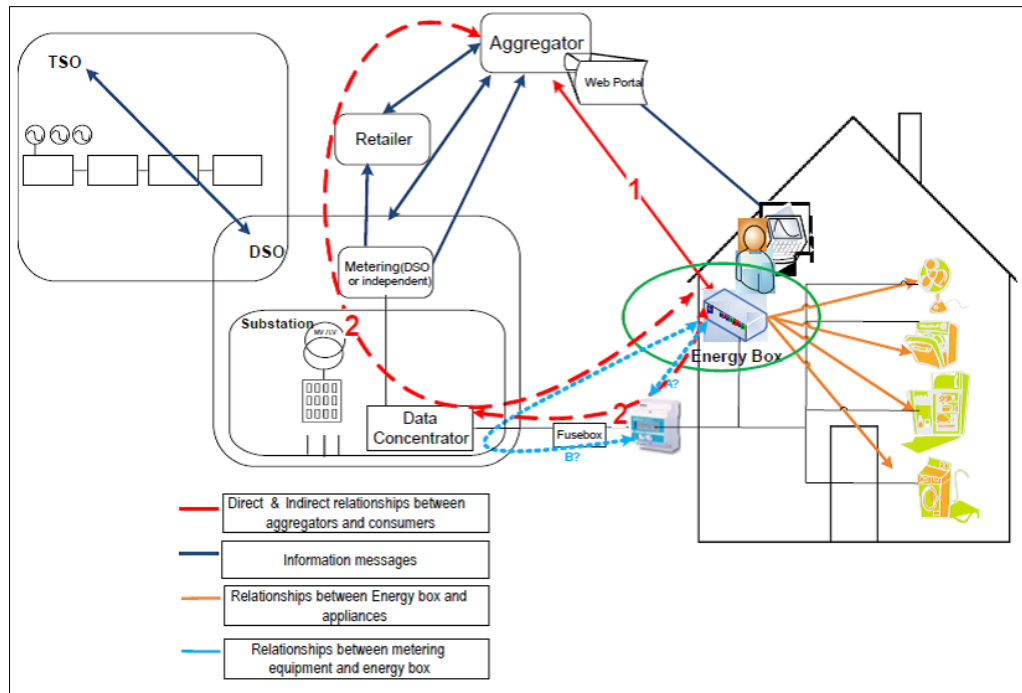 TSO
Aggregator
Web Portal
Retailer
1
DSO
Metering(DSO
or independent)
Substation
MV /LV
2
Energy Box
A?
Data
Concentrator
2
Fusebox
B?
Direct & Indirect relationships between
aggregators and consumers
Information messages
Relationships between Energy box and
appliances
Relationships between metering
equipment and energy box